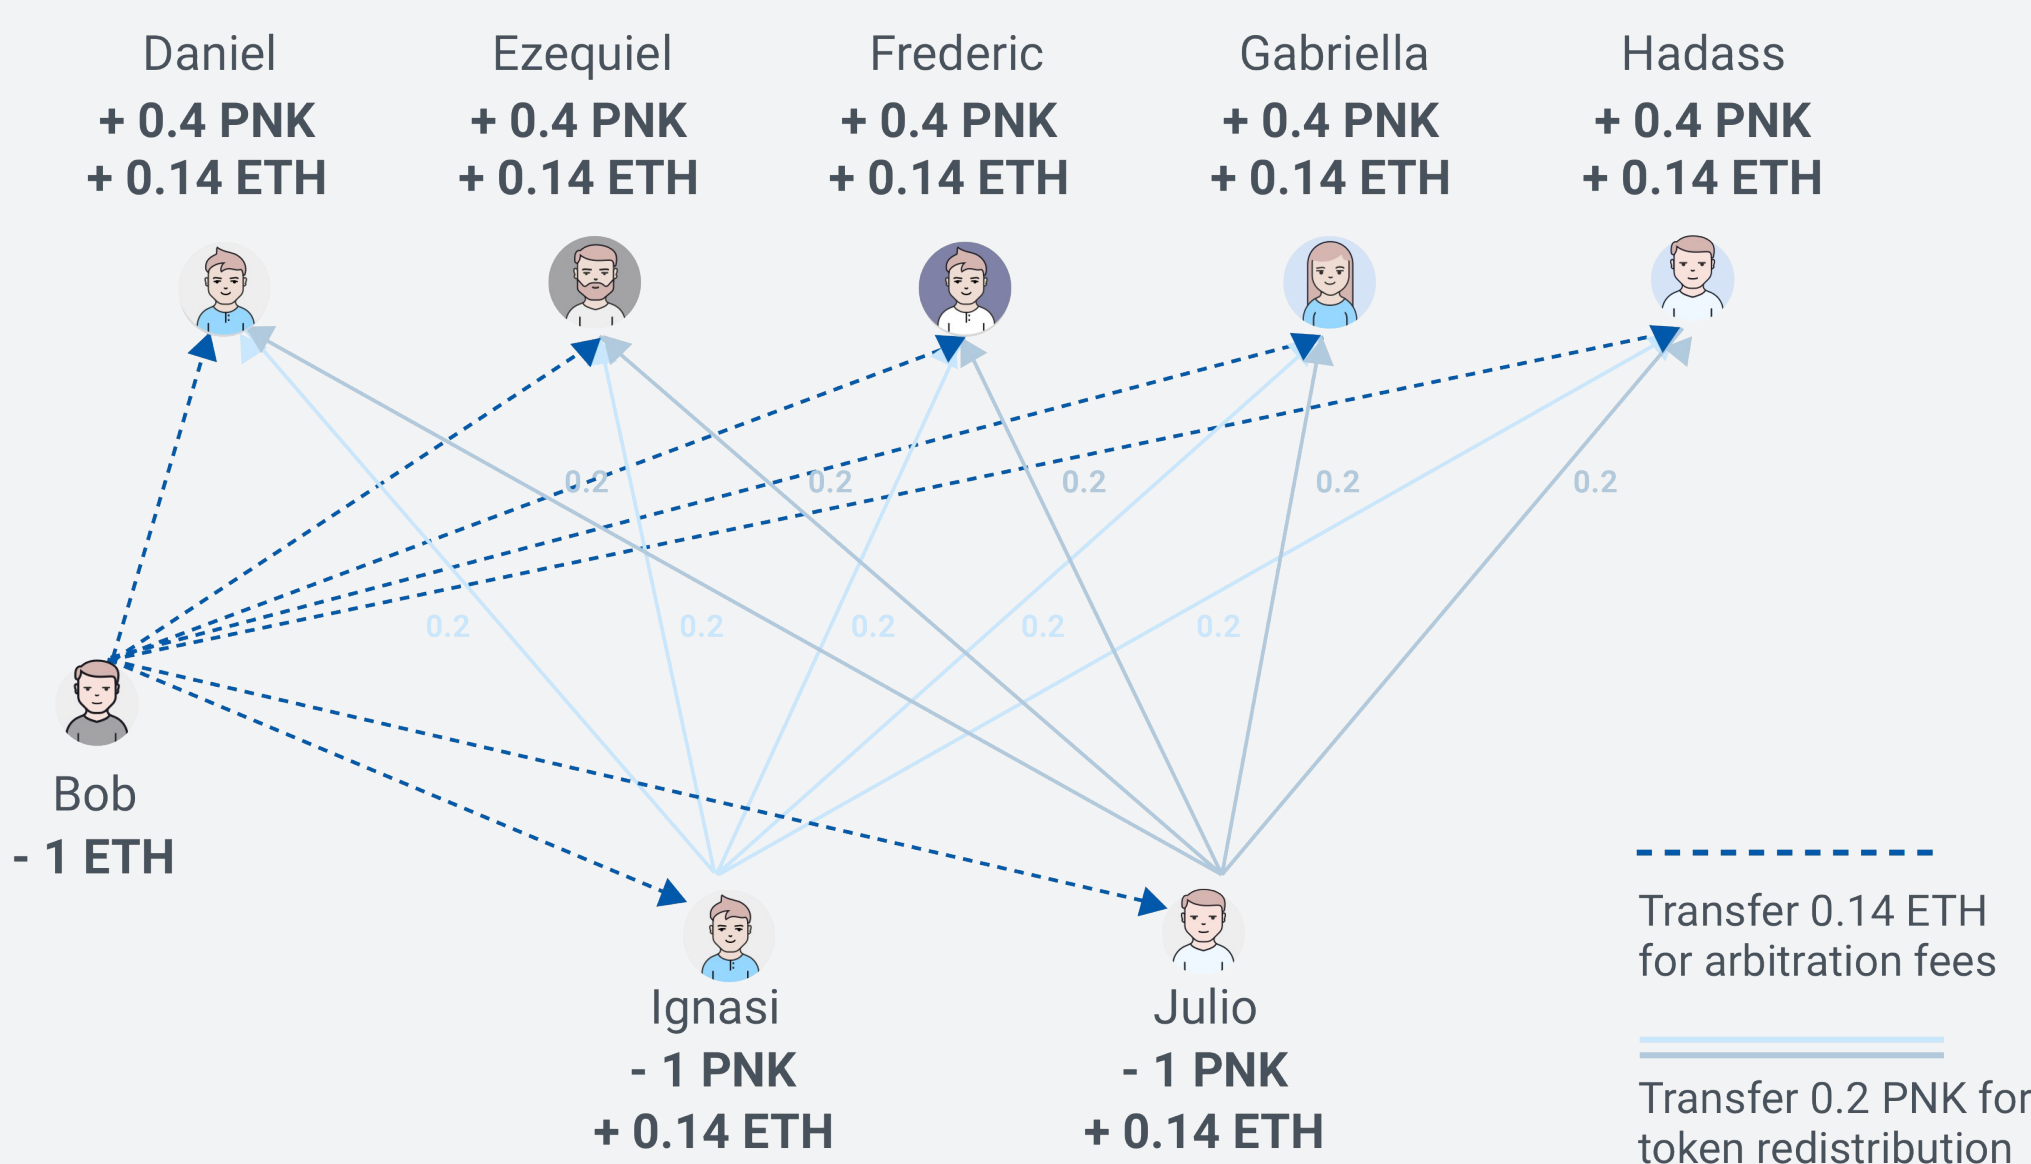 Daniel
+ 0.4 PNK
+ 0.14 ETH
Ezequiel
+ 0.4 PNK
+ 0.14 ETH
Frederic
+ 0.4 PNK
+ 0.14 ETH
Gabriella
+ 0.4 PNK
+ 0.14 ETH
Hadass
+ 0.4 PNK
+ 0.14 ETH
0.2
0.2
0.2
0.2
0.2
0.2
0.2
0.2
0.2
0.2
Bob
- 1 ETH
Ignasi
- 1 PNK
+ 0.14 ETH
Julio
- 1 PNK
+ 0.14 ETH
Transfer 0.14 ETH
for arbitration fees
Transfer 0.2 PNK for
token redistribution